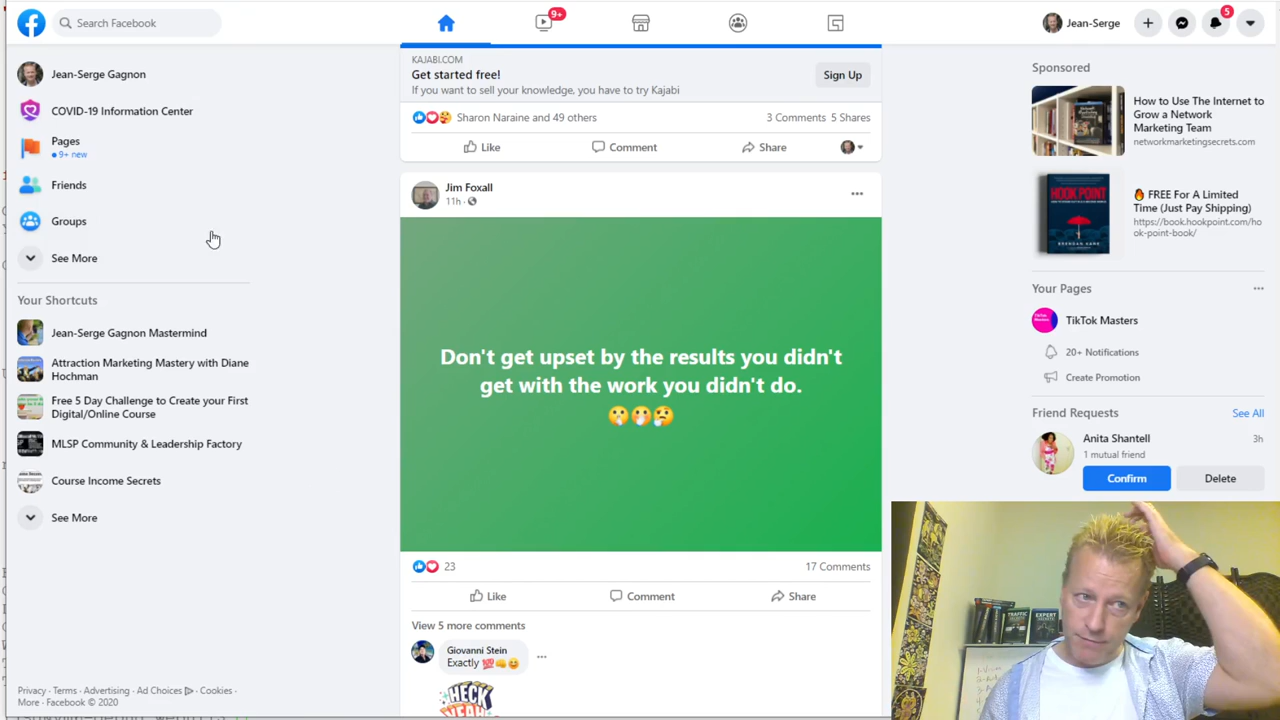 Search Facebook
9+
Jean-Serge
5
Jean-Serge Gagnon
COVID-19 Information Center
Pages
9+ new
Friends
Groups
See More
Your Shortcuts
Jean-Serge Gagnon Mastermind
Attraction Marketing Mastery with Diane
Hochman
Free 5 Day Challenge to Create your First
Digital/Online Course
MLSP Community & Leadership Factory
Course Income Secrets
See More
Privacy · Terms · Advertising · Ad Choices · Cookies ·
More · Facebook © 2020
KAJABI.COM
Get started free!
If you want to sell your knowledge, you have to try Kajabi
Sign Up
Sharon Naraine and 49 others
3 Comments 5 Shares
Like
Comment
Share
Jim Foxall
11h ·
Don't get upset by the results you didn't
get with the work you didn't do.
23
17 Comments
Like
Comment
Share
View 5 more comments
Giovanni Stein
Exactly 💯👊😄
HECK
YEAH
Sponsored
How to Use The Internet to
Grow a Network
Marketing Team
networkmarketingsecrets.com
HOOK POINT
BRENDAN KANE
🔥 FREE For A Limited
Time (Just Pay Shipping)
https://book.hookpoint.com/ho
ok-point-book/
Your Pages
TikTok Masters
20+ Notifications
Create Promotion
Friend Requests
See All
Anita Shantell
3h
1 mutual friend
Confirm
Delete
TRAFFIC
EXPERT